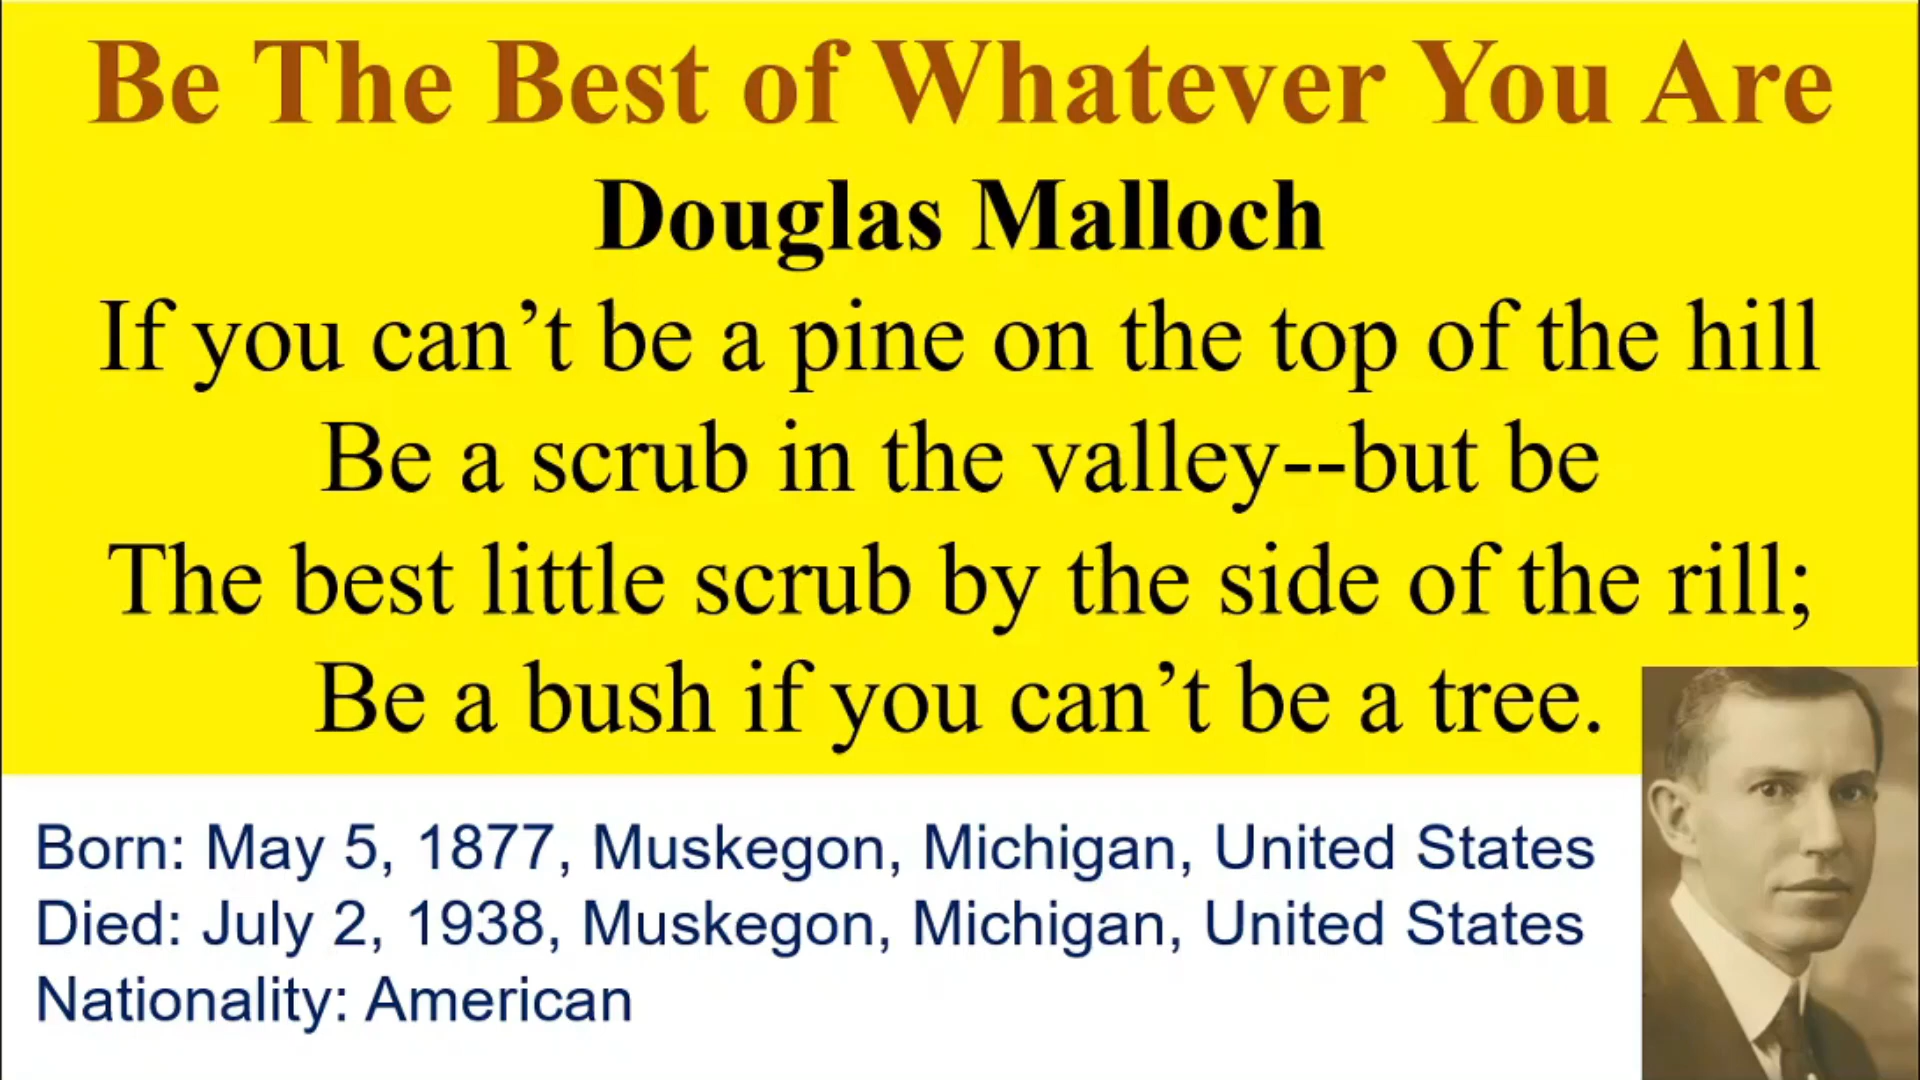 Be The Best of Whatever You Are
Douglas Malloch
If you can’t be a pine on the top of the hill
Be a scrub in the valley--but be
The best little scrub by the side of the rill;
Be a bush if you can’t be a tree.
Born: May 5, 1877, Muskegon, Michigan, United States
Died: July 2, 1938, Muskegon, Michigan, United States
Nationality: American